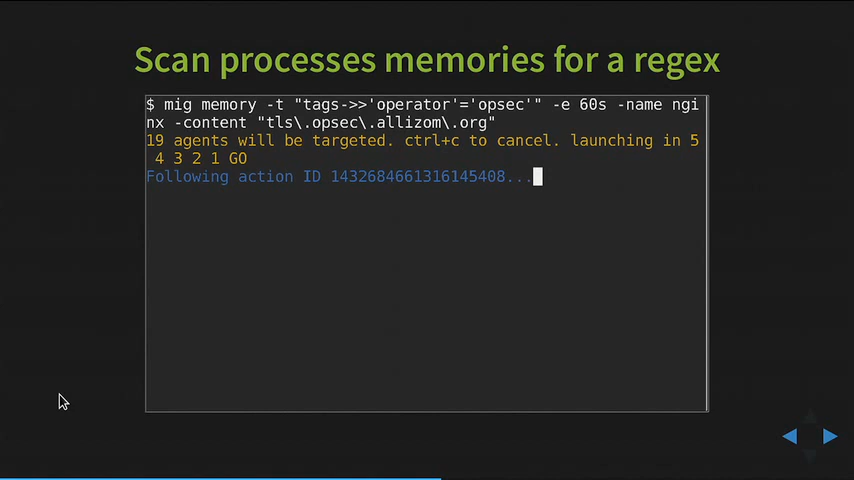 Scan processes memories for a regex
$ mig memory -t "tags->>'operator'='opsec'" -e 60s -name ngi
nx -content "tls\.opsec\.allizom\.org"
19 agents will be targeted. ctrl+c to cancel. launching in 5
4 3 2 1 GO
Following action ID 1432684661316145408...